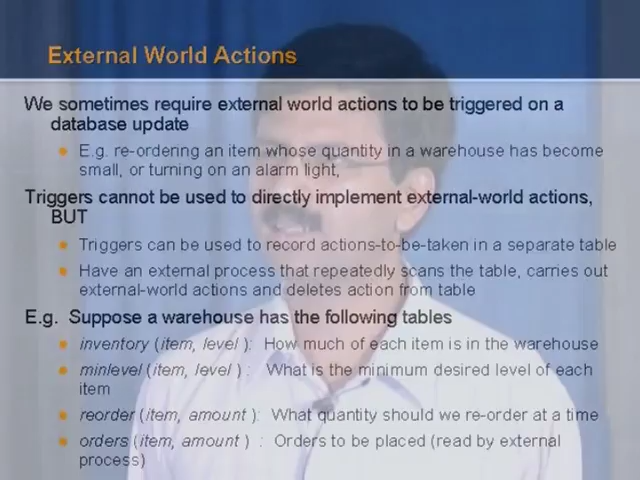 External World Actions
We sometimes require external world actions to be triggered on a
database update
E.g. re-ordering an item whose quantity in a warehouse has become
small, or turning on an alarm light,
Triggers cannot be used to directly implement external-world actions,
BUT
Triggers can be used to record actions-to-be-taken in a separate table
Have an external process that repeatedly scans the table, carries out
external-world actions and deletes action from table
E.g. Suppose a warehouse has the following tables
inventory (item, level ): How much of each item is in the warehouse
minlevel (item, level ) : What is the minimum desired level of each
item
reorder (item, amount ): What quantity should we re-order at a time
orders (item, amount ) : Orders to be placed (read by external
process)